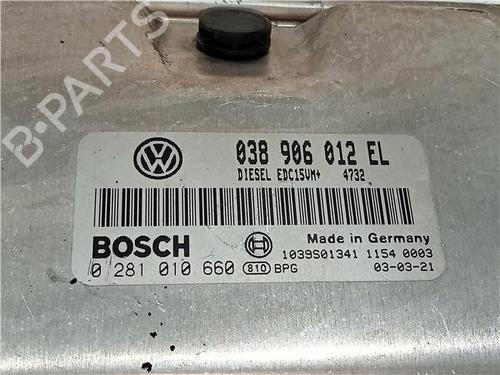 B-PARTS
VW
038 906 012 EL
DIESEL EDC15VM+ 4732
BOSCH
Made in Germany
1039S01341 1154 0003
0 281 010 660 810 BPG
03-03-21